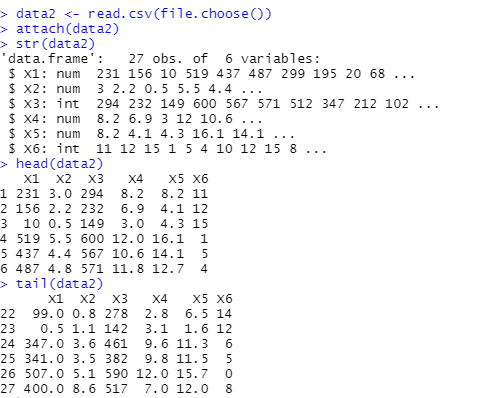 > data2 <- read.csv(file.choose())
> attach(data2)
> str(data2)
'data.frame':   27 obs. of  6 variables:
 $ X1: num  231 156 10 519 437 487 299 195 20 68 ...
 $ X2: num  3 2.2 0.5 5.5 4.4 ...
 $ X3: int  294 232 149 600 567 571 512 347 212 102 ...
 $ X4: num  8.2 6.9 3 12 10.6 ...
 $ X5: num  8.2 4.1 4.3 16.1 14.1 ...
 $ X6: int  11 12 15 1 5 4 10 12 15 8 ...
> head(data2)
   X1  X2  X3   X4   X5 X6
1 231 3.0 294  8.2  8.2 11
2 156 2.2 232  6.9  4.1 12
3  10 0.5 149  3.0  4.3 15
4 519 5.5 600 12.0 16.1  1
5 437 4.4 567 10.6 14.1  5
6 487 4.8 571 11.8 12.7  4
> tail(data2)
      X1  X2  X3   X4   X5 X6
22  99.0 0.8 278  2.8  6.5 14
23   0.5 1.1 142  3.1  1.6 12
24 347.0 3.6 461  9.6 11.3  6
25 341.0 3.5 382  9.8 11.5  5
26 507.0 5.1 590 12.0 15.7  0
27 400.0 8.6 517  7.0 12.0  8